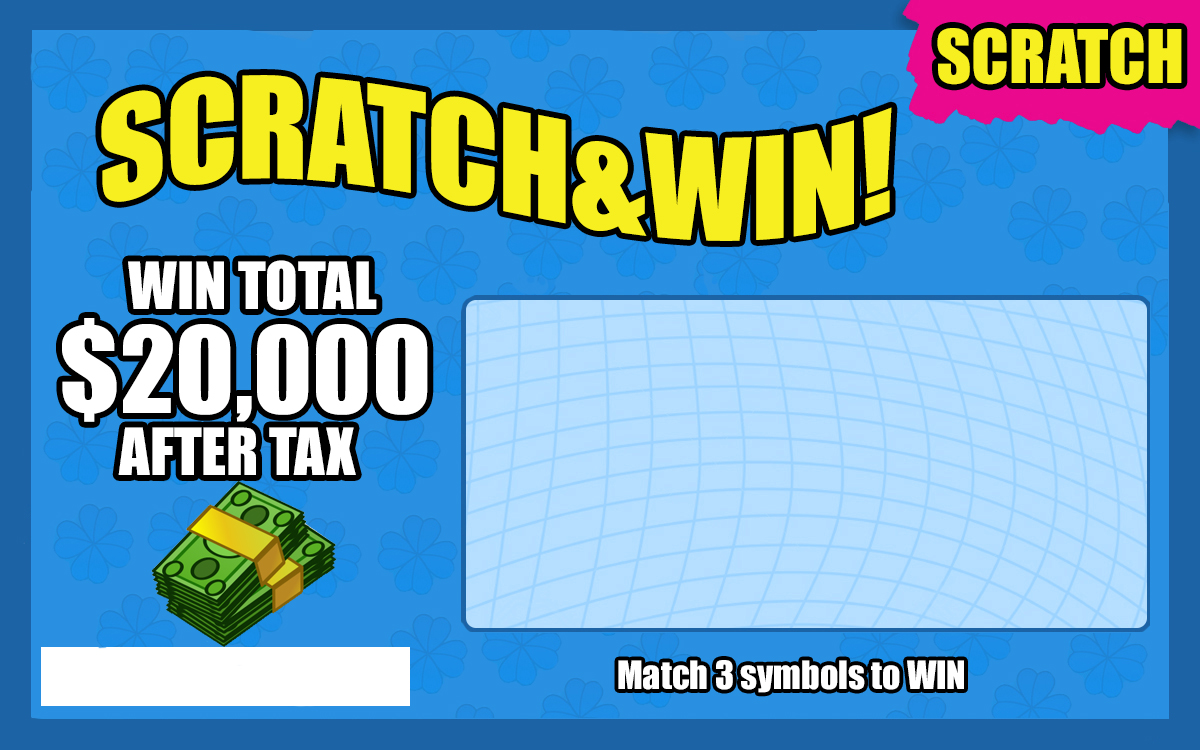 SCRATCH
SCRATCH&WIN!
WIN TOTAL
$20,000
AFTER TAX
Match 3 symbols to WIN